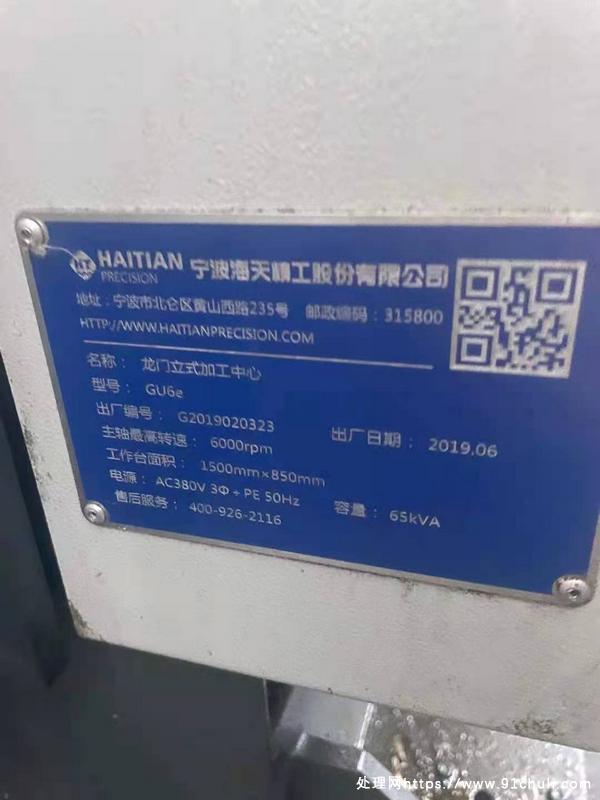 HAITIAN PRECISION 宁波海天精工股份有限公司
地址：宁波市北仑区黄山西路235号 邮政编码：315800
HTTP://WWW.HAITIANPRECISION.COM
名称：龙门立式加工中心
型号：GU6e
出厂编号：G2019020323 出厂日期：2019.06
主轴最高转速：6000rpm
工作台面积：1500mm×850mm
电源：AC380V 3Φ+PE 50Hz 容量：65kVA
售后服务：400-926-2116
处理网https://www.91chuli.com